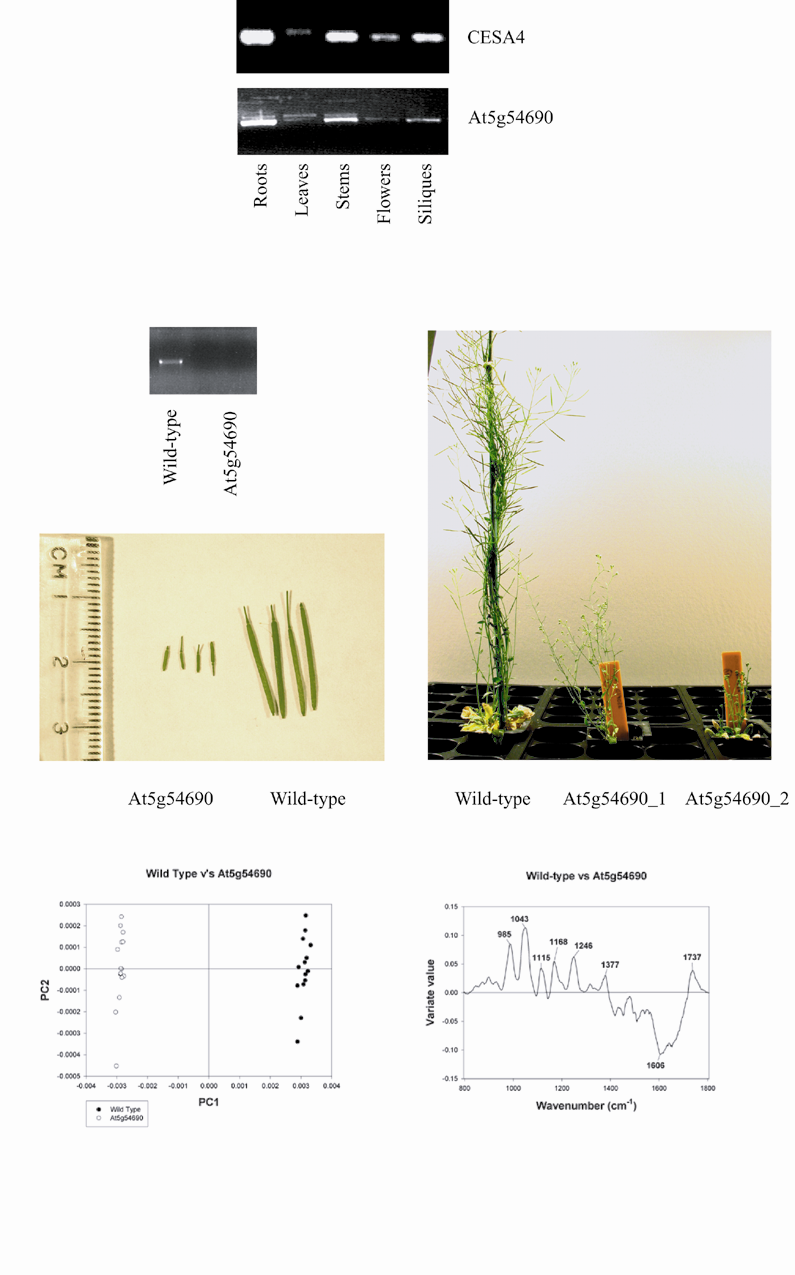 CESA4
At5g54690
Roots
Leaves
Stems
Flowers
Siliques
Wild-type
At5g54690
CM
1
2
3
At5g54690
Wild-type
Wild-type
At5g54690_1
At5g54690_2
Wild Type v's At5g54690
0.0003
0.0002
0.0001
0.0000
-0.0001
-0.0002
-0.0003
-0.0004
-0.0005
PC2
-0.004 -0.003 -0.002 -0.001 0.000 0.001 0.002 0.003 0.004
PC1
Wild Type
At5g54690
Wild-type vs At5g54690
0.15
0.10
0.05
0.00
-0.05
-0.10
-0.15
Variate value
985
1043
1115
1168
1246
1377
1606
1737
800 1000 1200 1400 1600 1800
Wavenumber (cm-1)